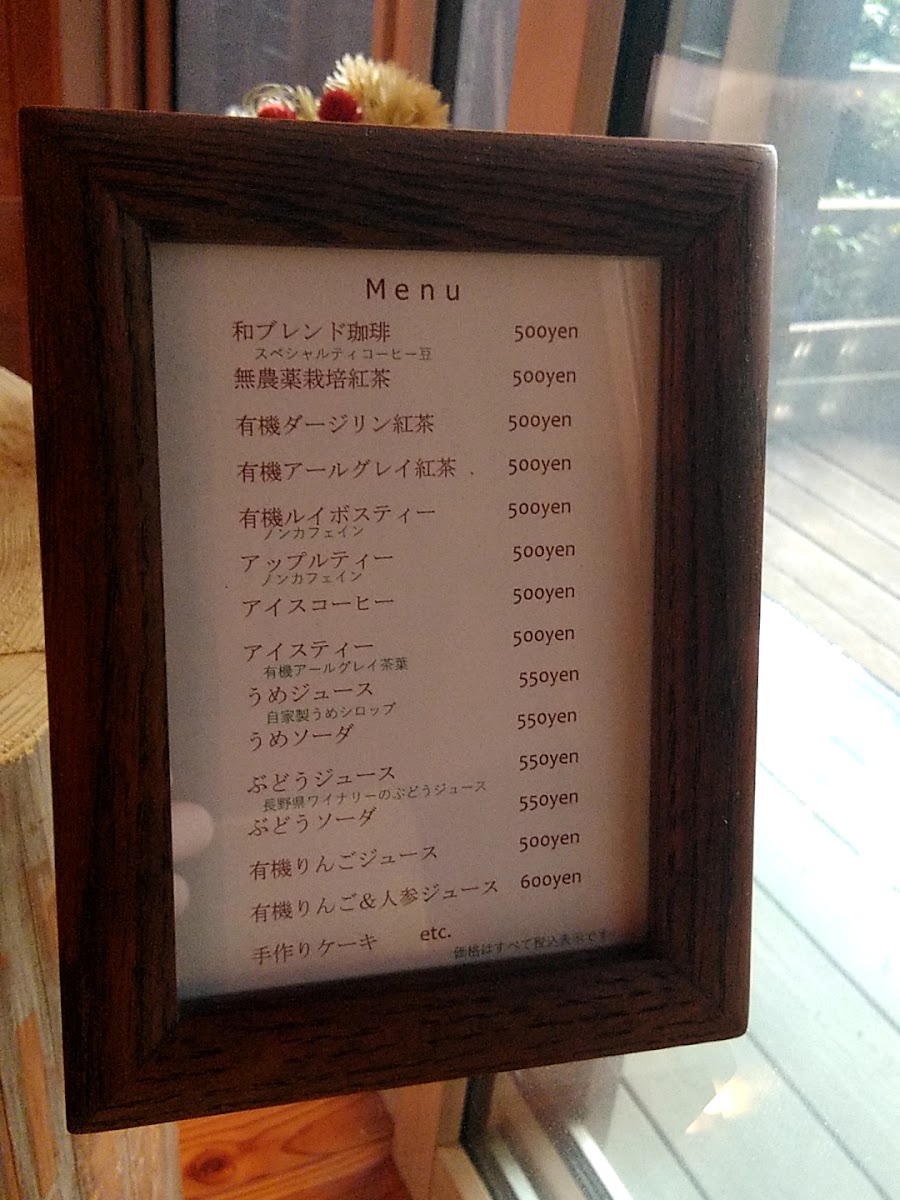 Menu
和ブレンド珈琲 500yen
スペシャルティコーヒー豆
無農薬栽培紅茶 500yen
有機ダージリン紅茶 500yen
有機アールグレイ紅茶 500yen
有機ルイボスティー 500yen
ノンカフェイン
アップルティー 500yen
ノンカフェイン
アイスコーヒー 500yen
アイスティー 500yen
有機アールグレイ茶葉
うめジュース 550yen
自家製うめシロップ
うめソーダ 550yen
ぶどうジュース 550yen
長野県ワイナリーのぶどうジュース
ぶどうソーダ 550yen
有機りんごジュース 500yen
有機りんご&人参ジュース 600yen
手作りケーキ etc.
価格はすべて税込表示です